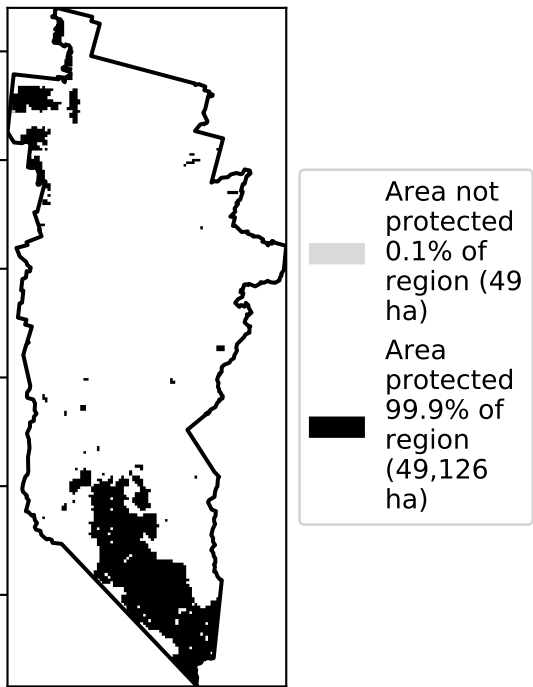 Area not
protected
0.1% of
region (49
ha)
Area
protected
99.9% of
region
(49,126
ha)